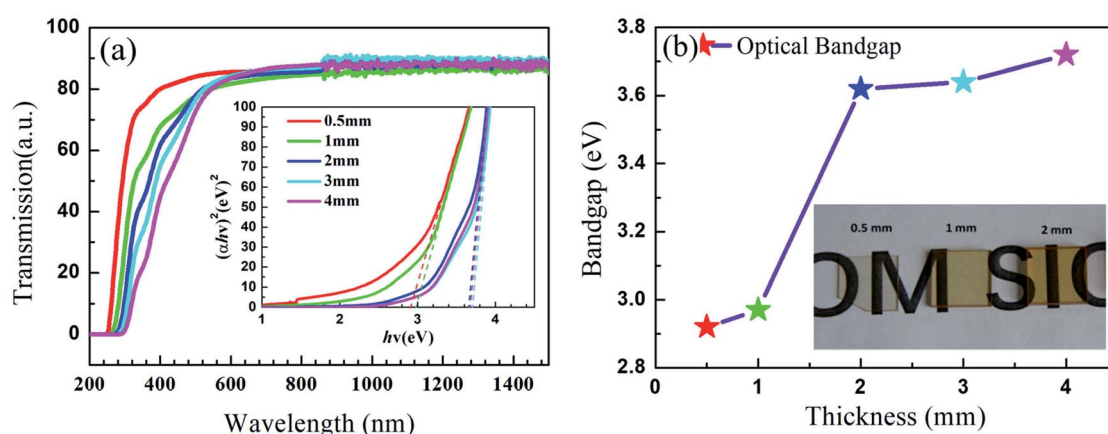 (a)
100
80
60
40
20
0
Transmission(a.u.)
200 400 600 800 1000 1200 1400
Wavelength (nm)
100
90
80
70
60
50
40
30
20
10
0
(αhν)²(eV)²
1 2 3 4
hv(eV)
0.5mm
1mm
2mm
3mm
4mm
(b)
Optical Bandgap
3.8
3.6
3.4
3.2
3.0
2.8
Bandgap (eV)
0 1 2 3 4
Thickness (mm)
0.5 mm 1 mm 2 mm
OM SIC